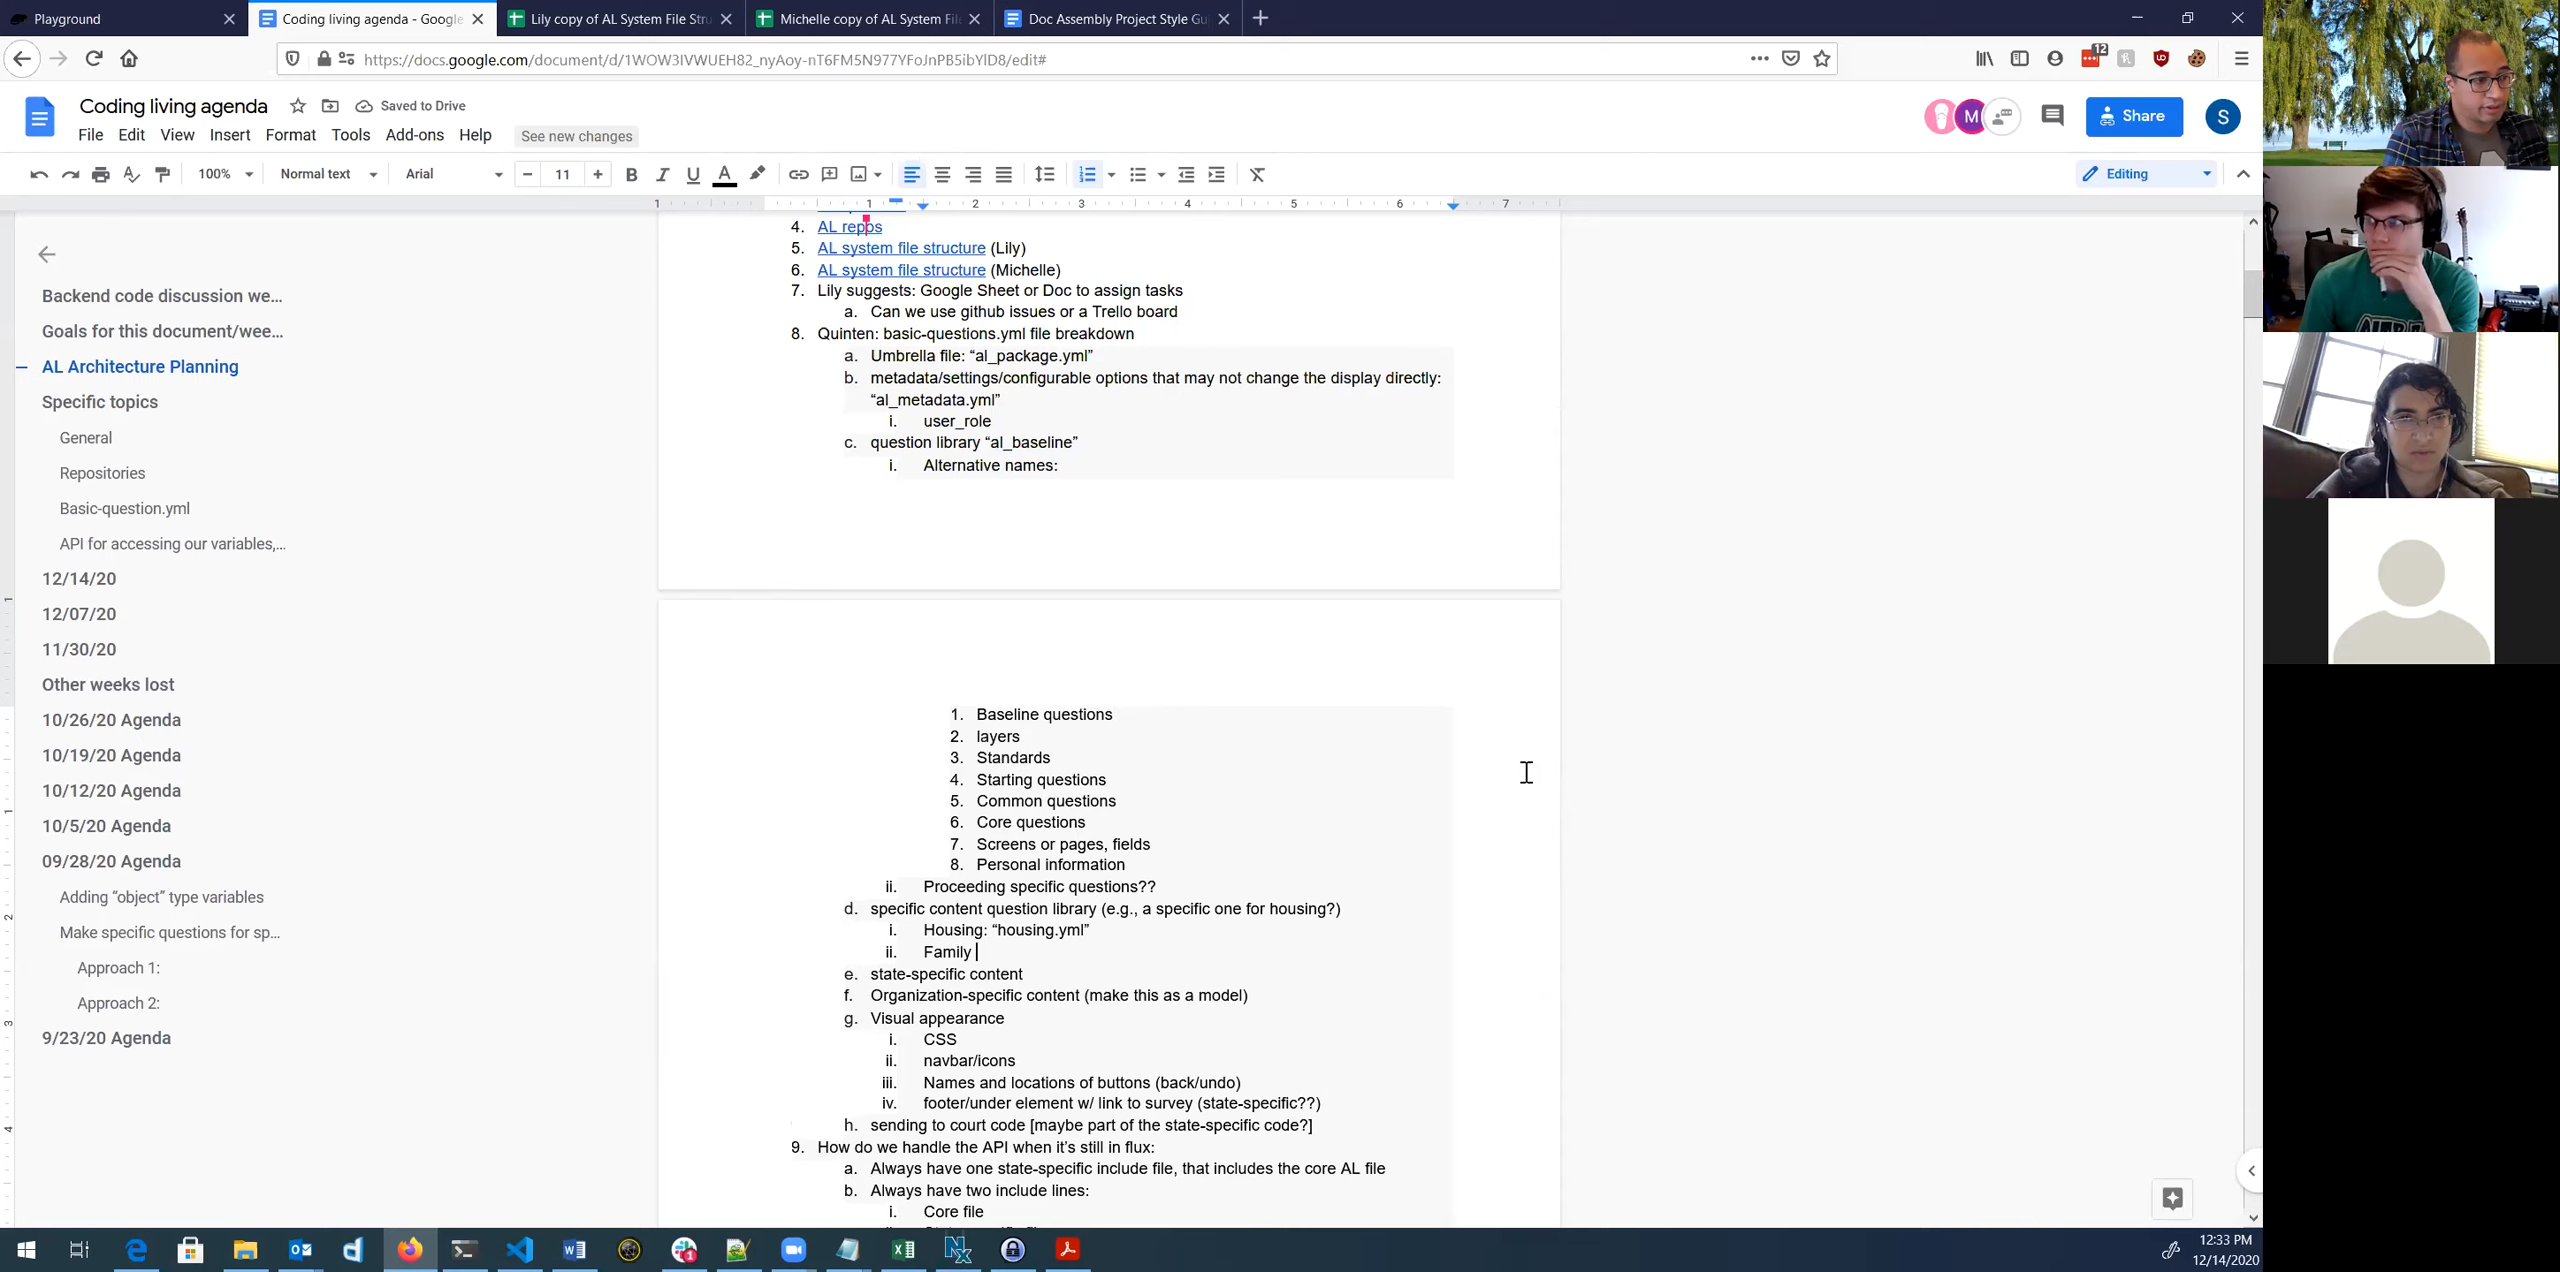 Playground
Coding living agenda - Google
Lily copy of AL System File Stru
Michelle copy of AL System File
Doc Assembly Project Style Gu
https://docs.google.com/document/d/1WOW3IVWUEH82_nyAoy-nT6FM5N977YFoJnPB5ibYlD8/edit#
12
Coding living agenda
Saved to Drive
File Edit View Insert Format Tools Add-ons Help
See new changes
M
Share
S
100% Normal text Arial 11
Editing
1 1 2 3 4 5 6 7
Backend code discussion we...
Goals for this document/wee...
AL Architecture Planning
Specific topics
General
Repositories
Basic-question.yml
API for accessing our variables,...
12/14/20
12/07/20
11/30/20
Other weeks lost
10/26/20 Agenda
10/19/20 Agenda
10/12/20 Agenda
10/5/20 Agenda
09/28/20 Agenda
Adding “object” type variables
Make specific questions for sp...
Approach 1:
Approach 2:
9/23/20 Agenda
4. AL repos
5. AL system file structure (Lily)
6. AL system file structure (Michelle)
7. Lily suggests: Google Sheet or Doc to assign tasks
a. Can we use github issues or a Trello board
8. Quinten: basic-questions.yml file breakdown
a. Umbrella file: “al_package.yml”
b. metadata/settings/configurable options that may not change the display directly:
“al_metadata.yml”
i. user_role
c. question library “al_baseline”
i. Alternative names:
1. Baseline questions
2. layers
3. Standards
4. Starting questions
5. Common questions
6. Core questions
7. Screens or pages, fields
8. Personal information
ii. Proceeding specific questions??
d. specific content question library (e.g., a specific one for housing?)
i. Housing: “housing.yml”
ii. Family
e. state-specific content
f. Organization-specific content (make this as a model)
g. Visual appearance
i. CSS
ii. navbar/icons
iii. Names and locations of buttons (back/undo)
iv. footer/under element w/ link to survey (state-specific??)
h. sending to court code [maybe part of the state-specific code?]
9. How do we handle the API when it’s still in flux:
a. Always have one state-specific include file, that includes the core AL file
b. Always have two include lines:
i. Core file
12:33 PM
12/14/2020